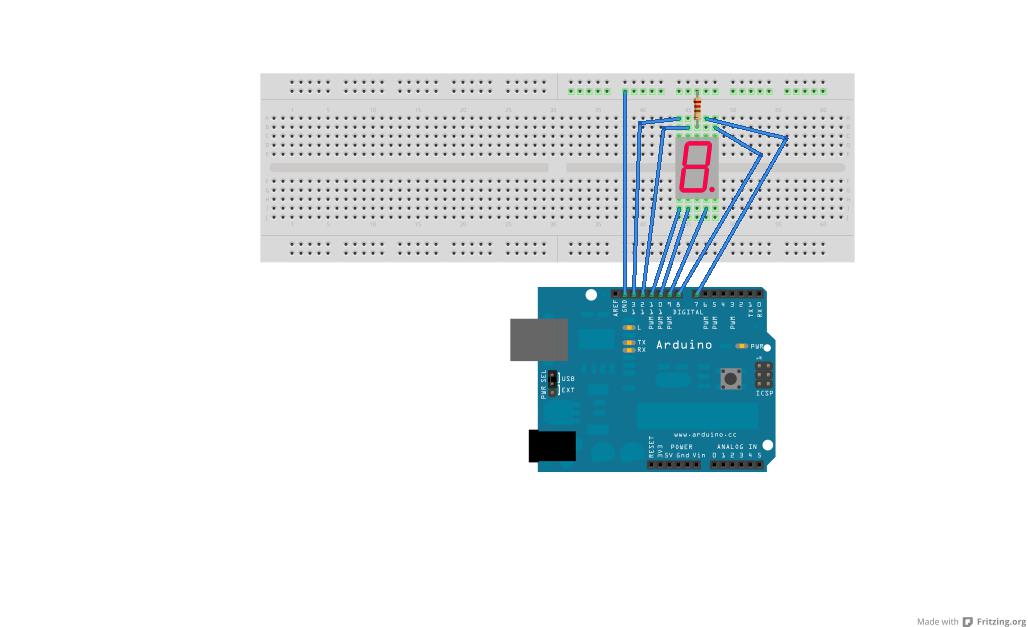 1 5 10 15 20 25 30 35 40 45 50 55 60
1 5 10 15 20 25 30 35 40 45 50 55 60
8.
AREF GND 13 12 11 10 9 8 7 6 5 4 3 2 1 0
PWM PWM PWM PWM PWM PWM TX RX
DIGITAL
L
TX
RX
Arduino
PWR
USB
EXT
PWR SEL
ICSP
www.arduino.cc
POWER ANALOG IN
RESET 3V3 5V Gnd Vin 0 1 2 3 4 5
Made with Fritzing.org